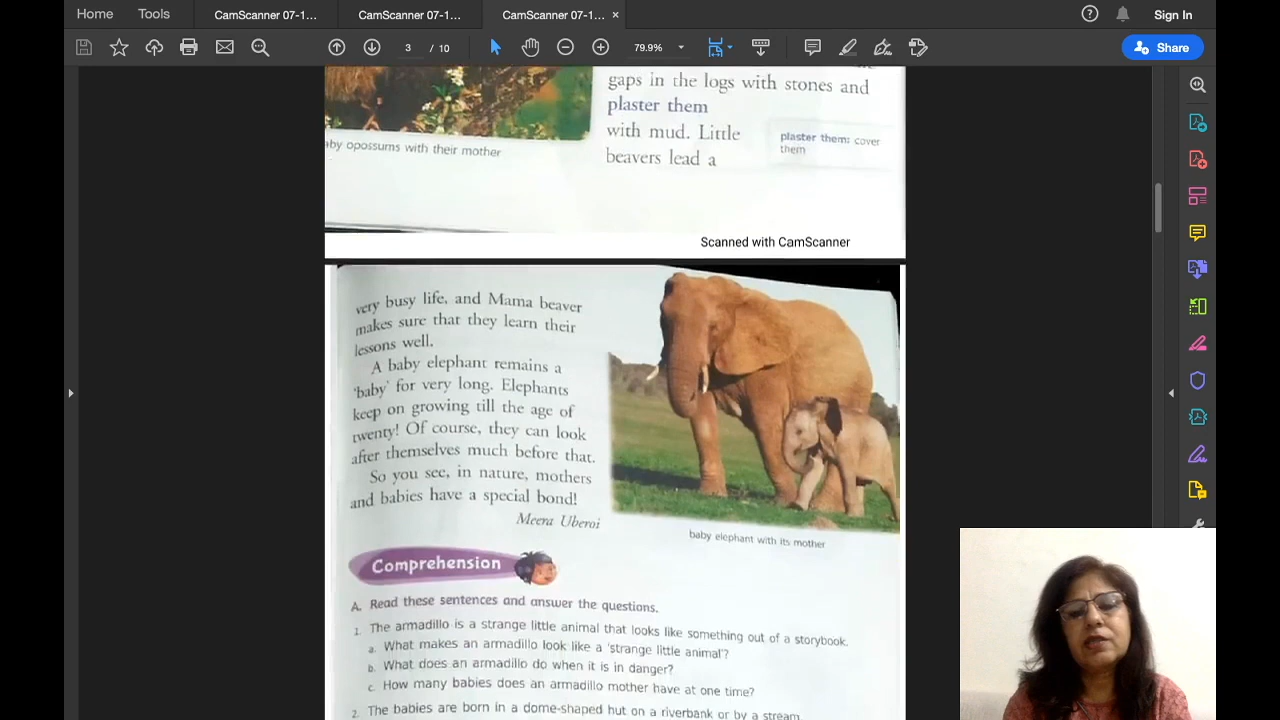 Home Tools CamScanner 07-1... CamScanner 07-1... CamScanner 07-1... × Sign In
3 / 10 79.9% Share
gaps in the logs with stones and
plaster them
with mud. Little
beavers lead a
plaster them: cover
them
aby opossums with their mother
Scanned with CamScanner
very busy life, and Mama beaver
makes sure that they learn their
lessons well.
A baby elephant remains a
'baby' for very long. Elephants
keep on growing till the age of
twenty! Of course, they can look
after themselves much before that.
So you see, in nature, mothers
and babies have a special bond!
Meera Uberoi
baby elephant with its mother
Comprehension
A. Read these sentences and answer the questions.
1. The armadillo is a strange little animal that looks like something out of a storybook.
a. What makes an armadillo look like a 'strange little animal'?
b. What does an armadillo do when it is in danger?
c. How many babies does an armadillo mother have at one time?
2. The babies are born in a dome-shaped hut on a riverbank or by a stream.